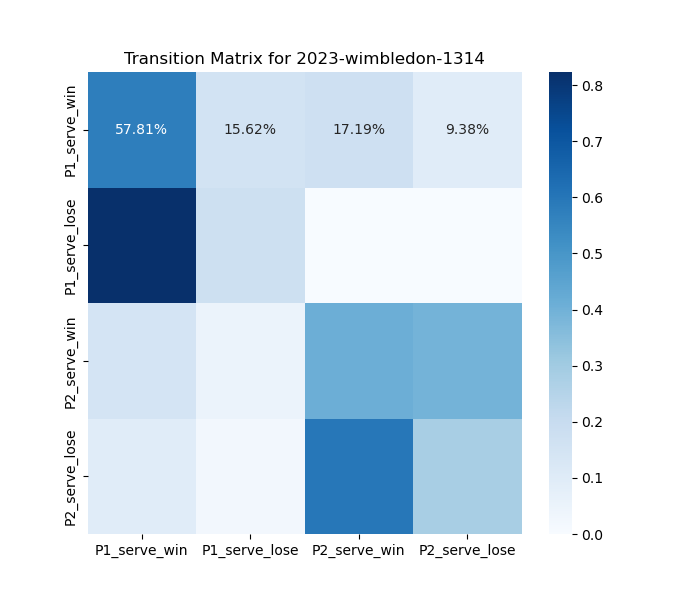 Transition Matrix for 2023-wimbledon-1314
P1_serve_win
P1_serve_lose
P2_serve_win
P2_serve_lose
57.81% 15.62% 17.19% 9.38%
P1_serve_win P1_serve_lose P2_serve_win P2_serve_lose
0.8
0.7
0.6
0.5
0.4
0.3
0.2
0.1
0.0